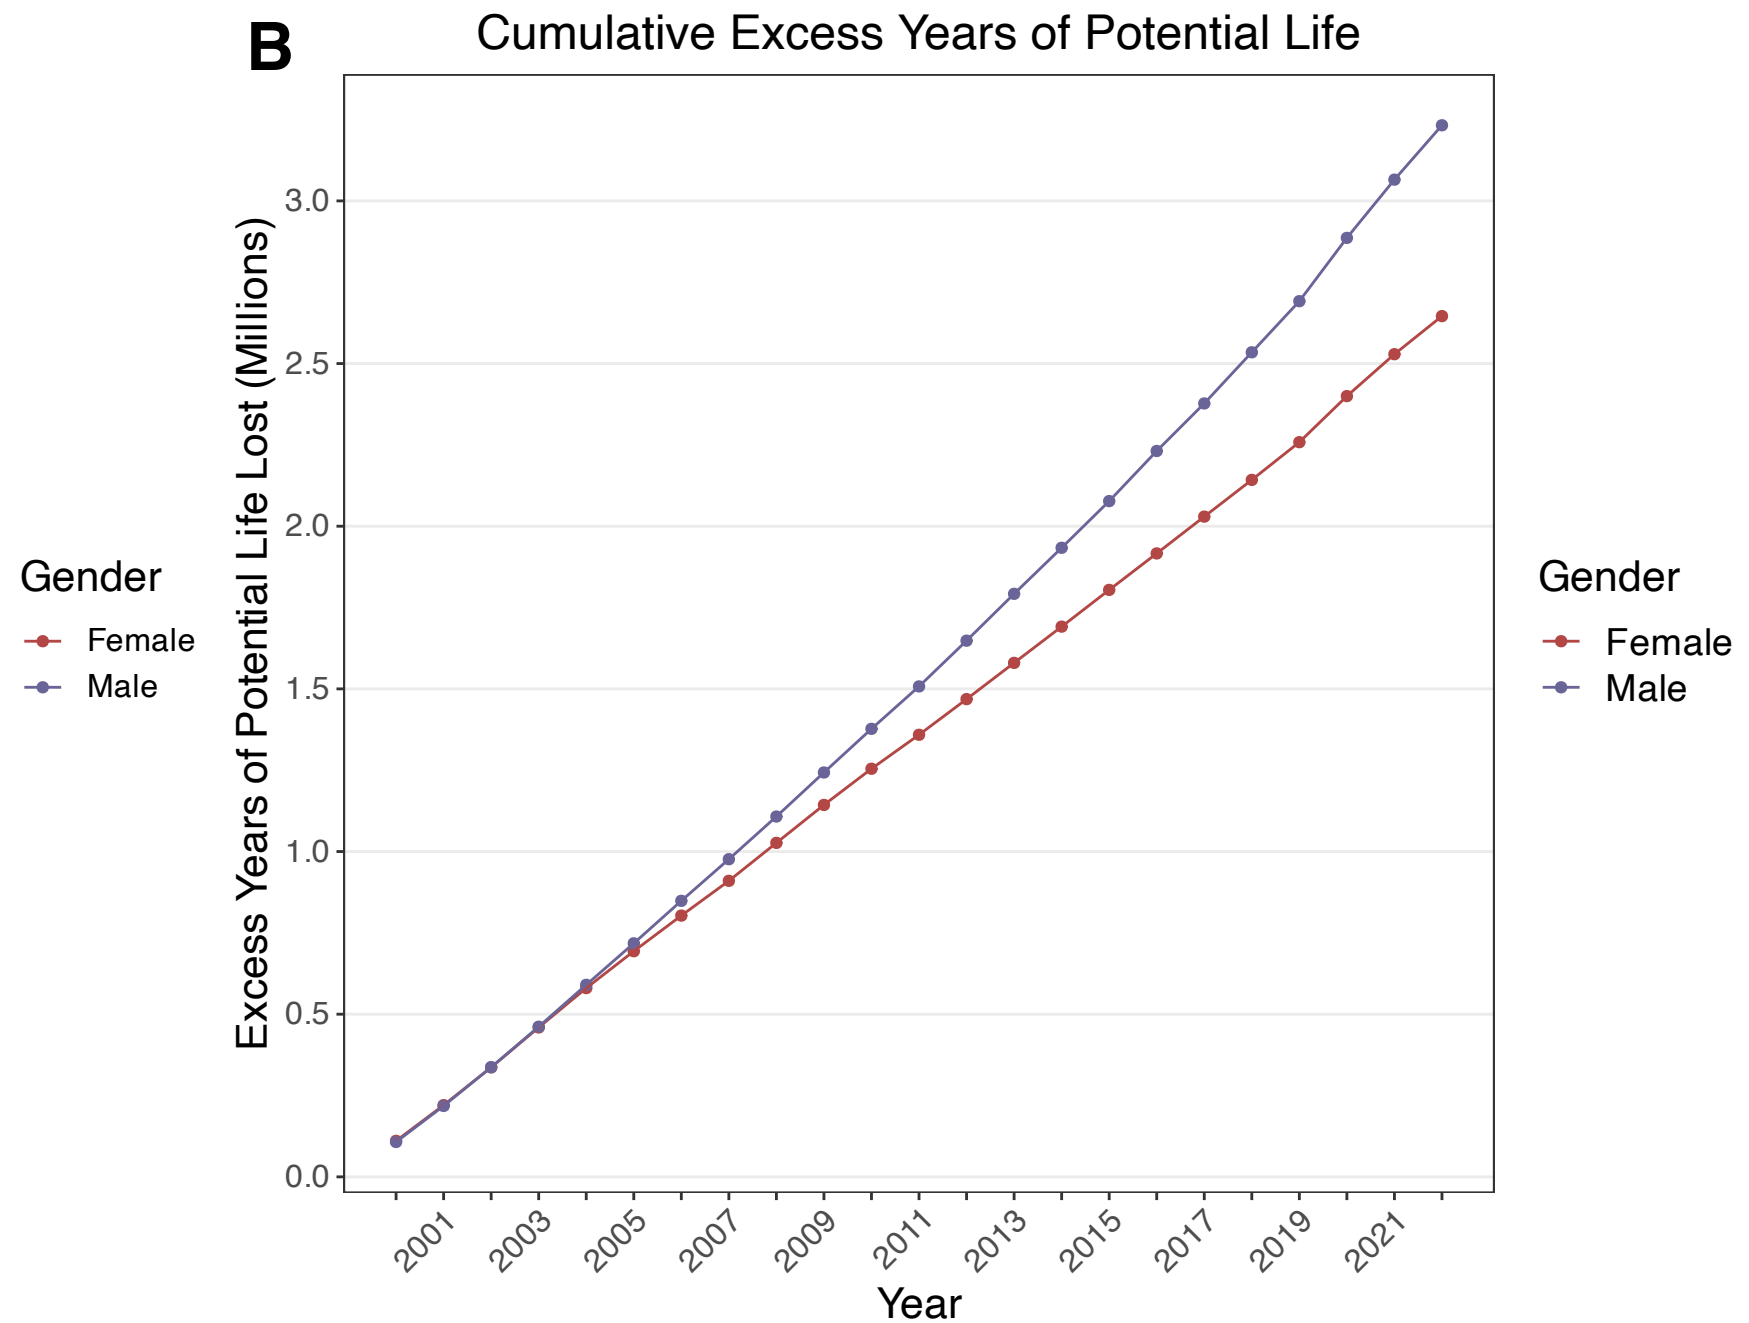 B
Cumulative Excess Years of Potential Life
Gender
Female
Male
Excess Years of Potential Life Lost (Millions)
3.0
2.5
2.0
1.5
1.0
0.5
0.0
2001
2003
2005
2007
2009
2011
2013
2015
2017
2019
2021
Year
Gender
Female
Male